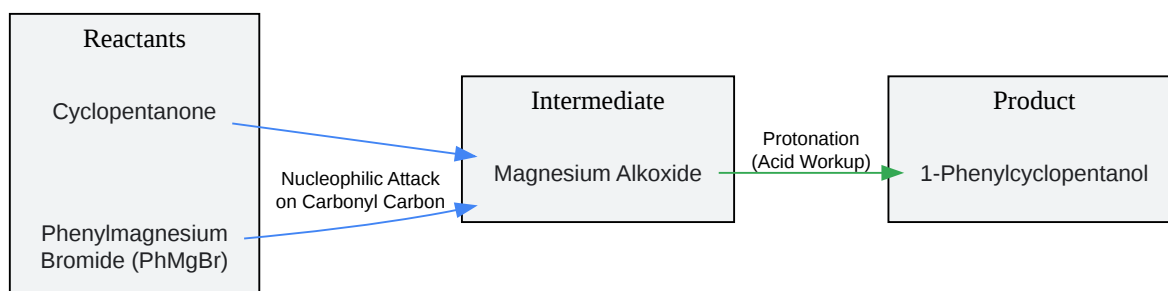 Reactants
Cyclopentanone
Phenylmagnesium
Bromide (PhMgBr)
Nucleophilic Attack
on Carbonyl Carbon
Intermediate
Magnesium Alkoxide
Protonation
(Acid Workup)
Product
1-Phenylcyclopentanol